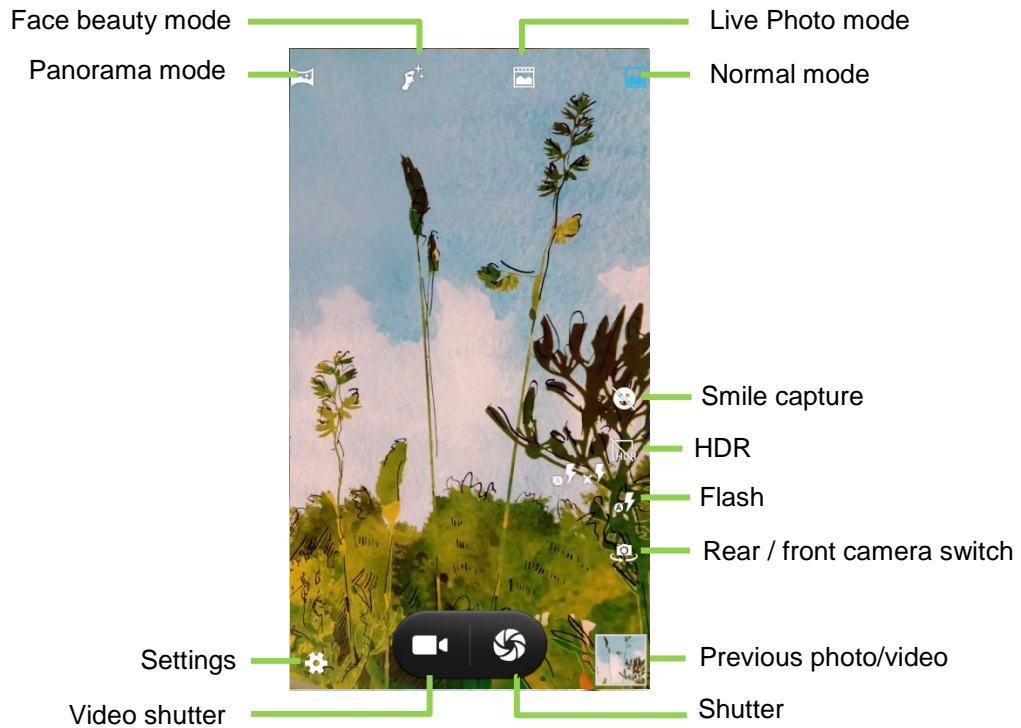 Face beauty mode
Live Photo mode
Panorama mode
Normal mode
Smile capture
HDR
HDR
Flash
Rear / front camera switch
Settings
Previous photo/video
Video shutter
Shutter